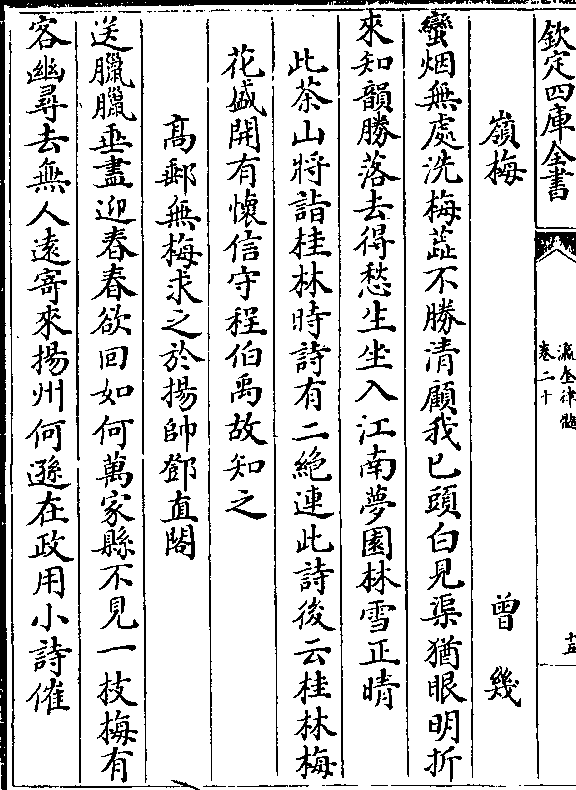 欽定四庫全書
瀛奎律髓
卷二十
十五
嶺梅　曾幾
蠻烟無處洗梅蕋不勝清顧我已頭白見渠猶眼明折
來知韻勝落去得愁生坐入江南夢園林雪正晴
此茶山將詣桂林時詩有二絶連此詩後云桂林梅
花盛開有懷信守程伯禹故知之
髙郵無梅求之於揚帥鄧直閣
送臘臘垂盡迎春春欲回如何萬家縣不見一技梅有
客幽尋去無人逺寄來揚州何遜在政用小詩催